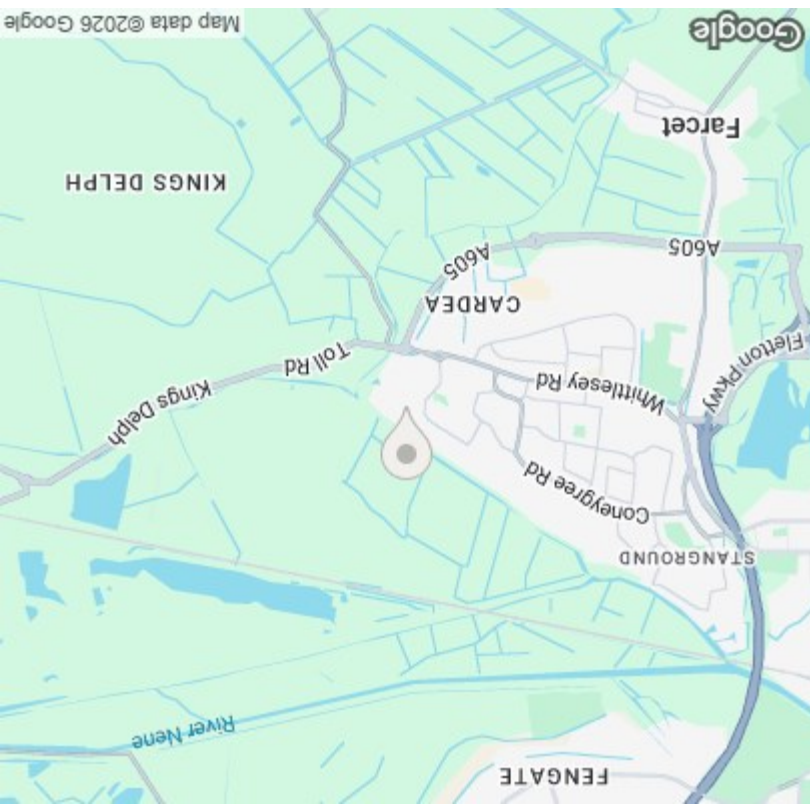 FENGATE
River Nene
STANGROUND
Coneygree Rd
Kings Delph
Whittlesey Rd
Toll Rd
Fletton Pkwy
CARDEA
A605
A605
KINGS DELPH
Farcet
Google
Map data ©2026 Google